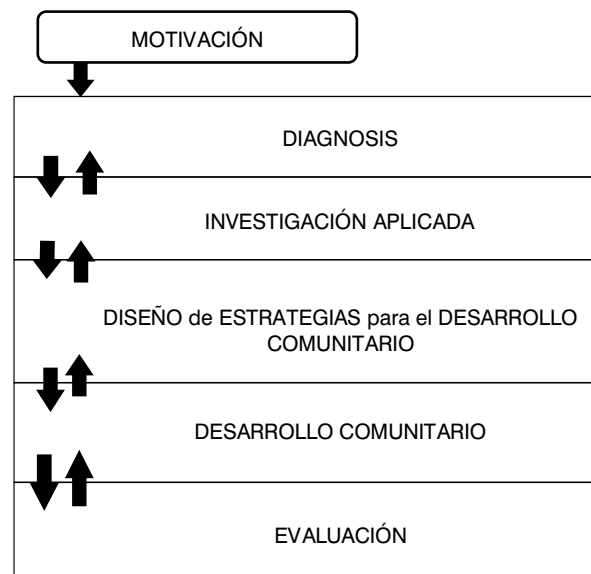 MOTIVACIÓN
DIAGNOSIS
INVESTIGACIÓN APLICADA
DISEÑO de ESTRATEGIAS para el DESARROLLO
COMUNITARIO
DESARROLLO COMUNITARIO
EVALUACIÓN